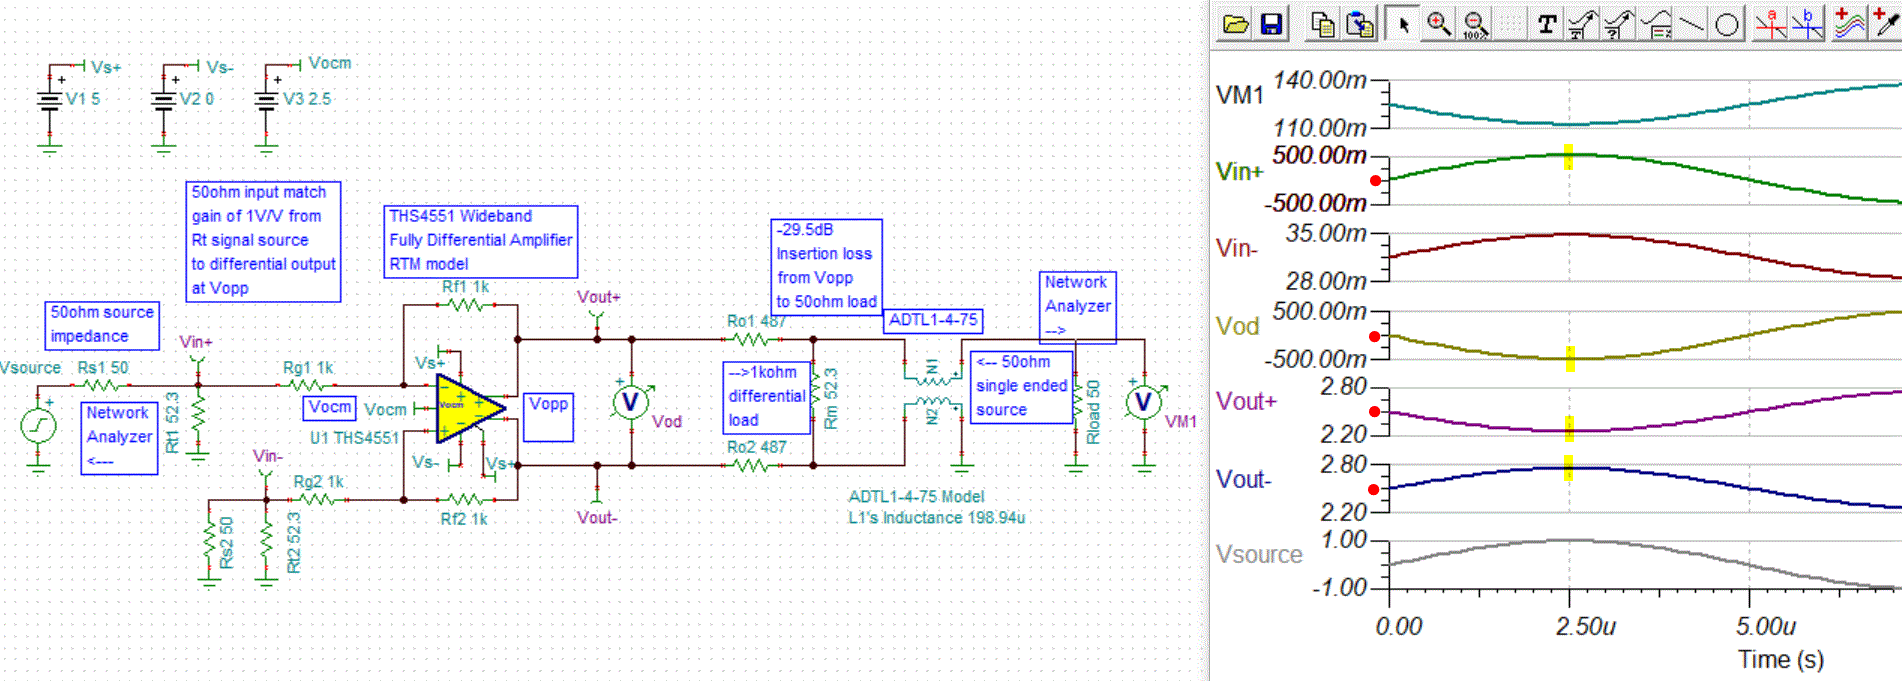 Vs+
V1 5
Vs-
V2 0
Vocm
V3 2.5
50ohm input match
gain of 1V/V from
Rt signal source
to differential output
at Vopp
THS4551 Wideband
Fully Differential Amplifier
RTM model
-29.5dB
Insertion loss
from Vopp
to 50ohm load
Network
Analyzer
-->
50ohm source
impedance
Rf1 1k
Vout+
Ro1 487
ADTL1-4-75
Vin+
Vsource
Rs1 50
Rg1 1k
Vs+
-->1kohm
differential
load
Rm 52.3
N1
N2
<-- 50ohm
single ended
source
Rload 50
Network
Analyzer
<---
Rt1 52.3
Vocm
Vocm
Vocm
U1 THS4551
Vopp
V
Vod
V
VM1
Vin-
Vs-
Vs+
Ro2 487
Rg2 1k
Rf2 1k
Vout-
Rs2 50
Rt2 52.3
ADTL1-4-75 Model
L1's Inductance 198.94u
100%
T
T
?
a
b
VM1
140.00m
110.00m
Vin+
500.00m
-500.00m
Vin-
35.00m
28.00m
Vod
500.00m
-500.00m
Vout+
2.80
2.20
Vout-
2.80
2.20
Vsource
1.00
-1.00
0.00
2.50u
5.00u
Time (s)